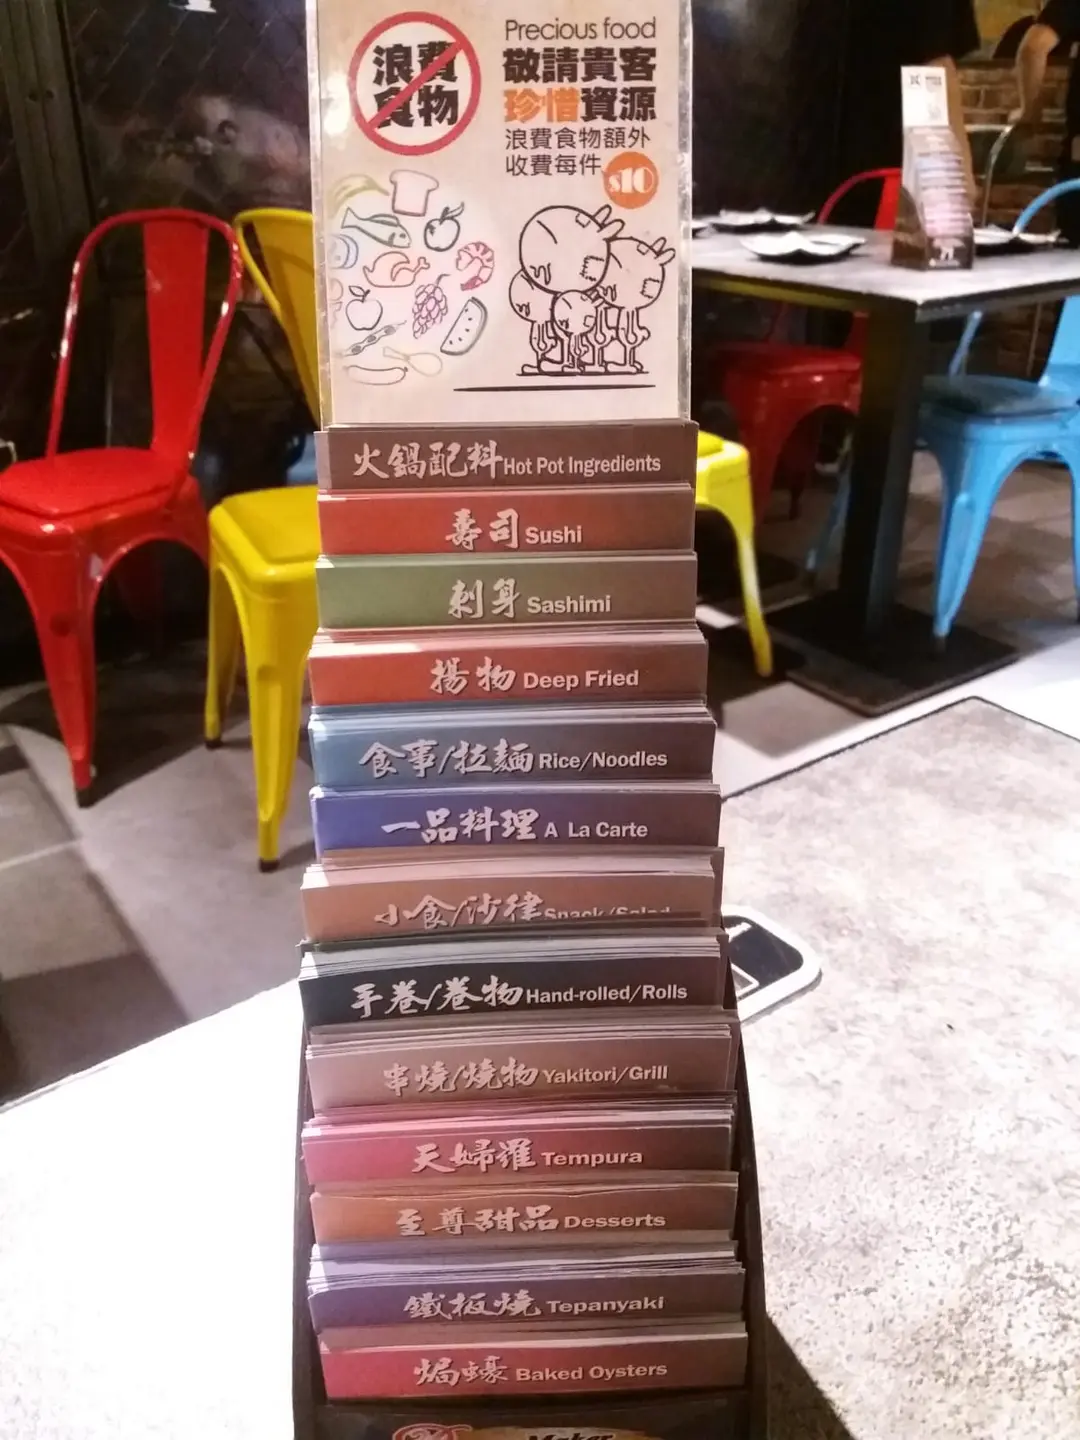 浪費
食物
Precious food
敬請貴客
珍惜資源
浪費食物額外
收費每件 $10
火鍋配料 Hot Pot Ingredients
壽司 Sushi
刺身 Sashimi
揚物 Deep Fried
食事/拉麵 Rice/Noodles
一品料理 A La Carte
小食/沙律 Snack/Salad
手卷/卷物 Hand-rolled/Rolls
串燒/燒物 Yakitori/Grill
天婦羅 Tempura
至尊甜品 Desserts
鐵板燒 Tepanyaki
焗蠔 Baked Oysters
Maker